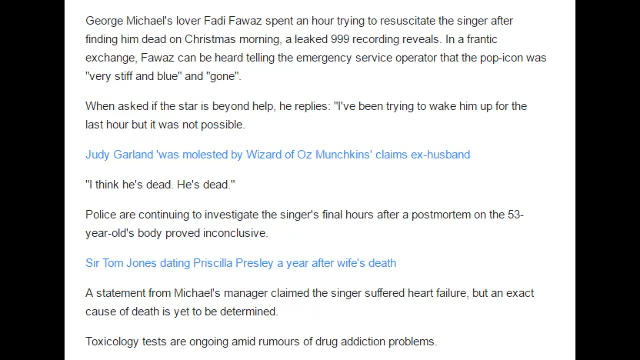 George Michael's lover Fadi Fawaz spent an hour trying to resuscitate the singer after
finding him dead on Christmas morning, a leaked 999 recording reveals. In a frantic
exchange, Fawaz can be heard telling the emergency service operator that the pop-icon was
"very stiff and blue" and "gone".
When asked if the star is beyond help, he replies: "I've been trying to wake him up for the
last hour but it was not possible.
Judy Garland 'was molested by Wizard of Oz Munchkins' claims ex-husband
"I think he's dead. He's dead."
Police are continuing to investigate the singer's final hours after a postmortem on the 53-
year-old's body proved inconclusive.
Sir Tom Jones dating Priscilla Presley a year after wife's death
A statement from Michael's manager claimed the singer suffered heart failure, but an exact
cause of death is yet to be determined.
Toxicology tests are ongoing amid rumours of drug addiction problems.